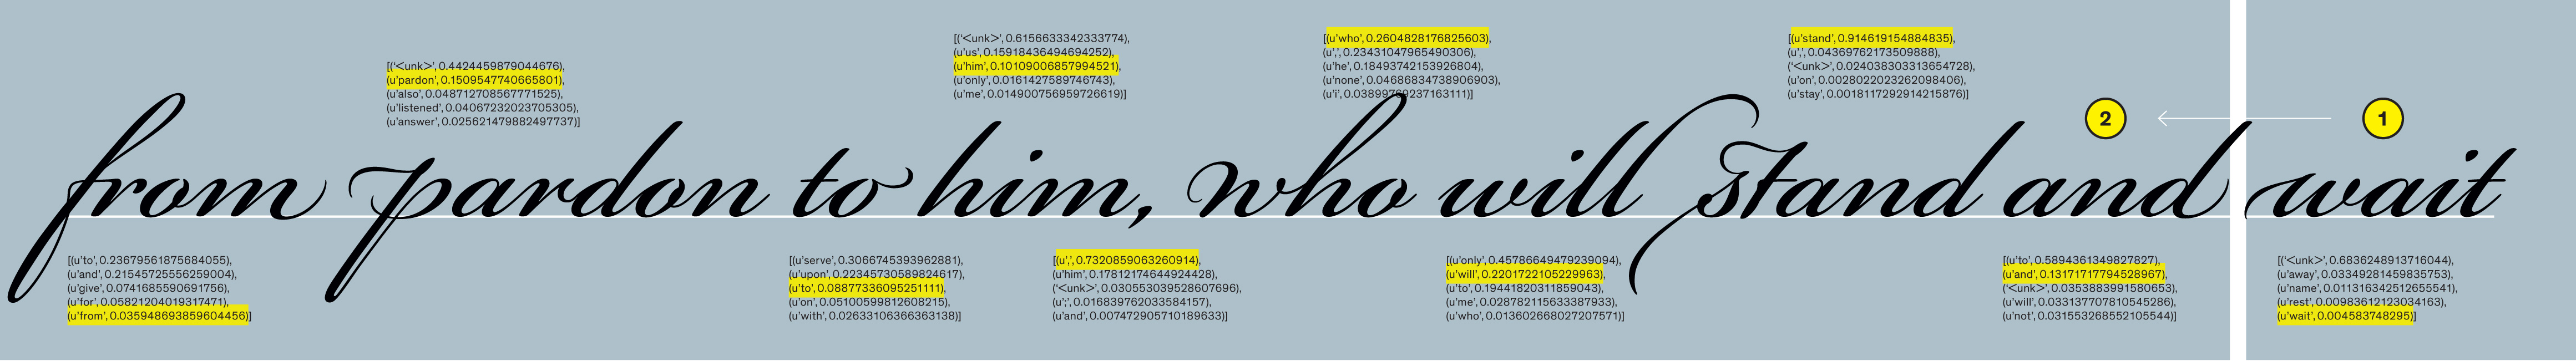 [('<unk>', 0.4424459879044676),
(u'pardon', 0.1509547740665801),
(u'also', 0.048712708567771525),
(u'listened', 0.04067232023705305),
(u'answer', 0.025621479882497737)]
[('<unk>', 0.6156633342333774),
(u'us', 0.15918436494694252),
(u'him', 0.10109006857994521),
(u'only', 0.0161427589746743),
(u'me', 0.014900756959726619)]
[(u'who', 0.2604828176825603),
(u',', 0.23431047965490306),
(u'he', 0.18493742153926804),
(u'none', 0.04686834738906903),
(u'i', 0.03899769237163111)]
[(u'stand', 0.914619154884835),
(u',', 0.04369762173509888),
('<unk>', 0.024038303313654728),
(u'on', 0.0028022023262098406),
(u'stay', 0.0018117292914215876)]
2
1
from pardon to him, who will stand and wait
[(u'to', 0.23679561875684055),
(u'and', 0.21545725556259004),
(u'give', 0.0741685590691756),
(u'for', 0.05821204019317471),
(u'from', 0.035948693859604456)]
[(u'serve', 0.3066745393962881),
(u'upon', 0.22345730589824617),
(u'to', 0.08877336095251111),
(u'on', 0.05100599812608215),
(u'with', 0.02633106366363138)]
[(u',', 0.7320859063260914),
(u'him', 0.17812174644924428),
('<unk>', 0.030553039528607696),
(u';', 0.016839762033584157),
(u'and', 0.007472905710189633)]
[(u'only', 0.45786649479239094),
(u'will', 0.2201722105229963),
(u'to', 0.19441820311859043),
(u'me', 0.028782115633387933),
(u'who', 0.013602668027207571)]
[(u'to', 0.5894361349827827),
(u'and', 0.13171717794528967),
('<unk>', 0.0353883991580653),
(u'will', 0.033137707810545286),
(u'not', 0.031553268552105544)]
[('<unk>', 0.6836248913716044),
(u'away', 0.03349281459835753),
(u'name', 0.011316342512655541),
(u'rest', 0.00983612123034163),
(u'wait', 0.004583748295)]